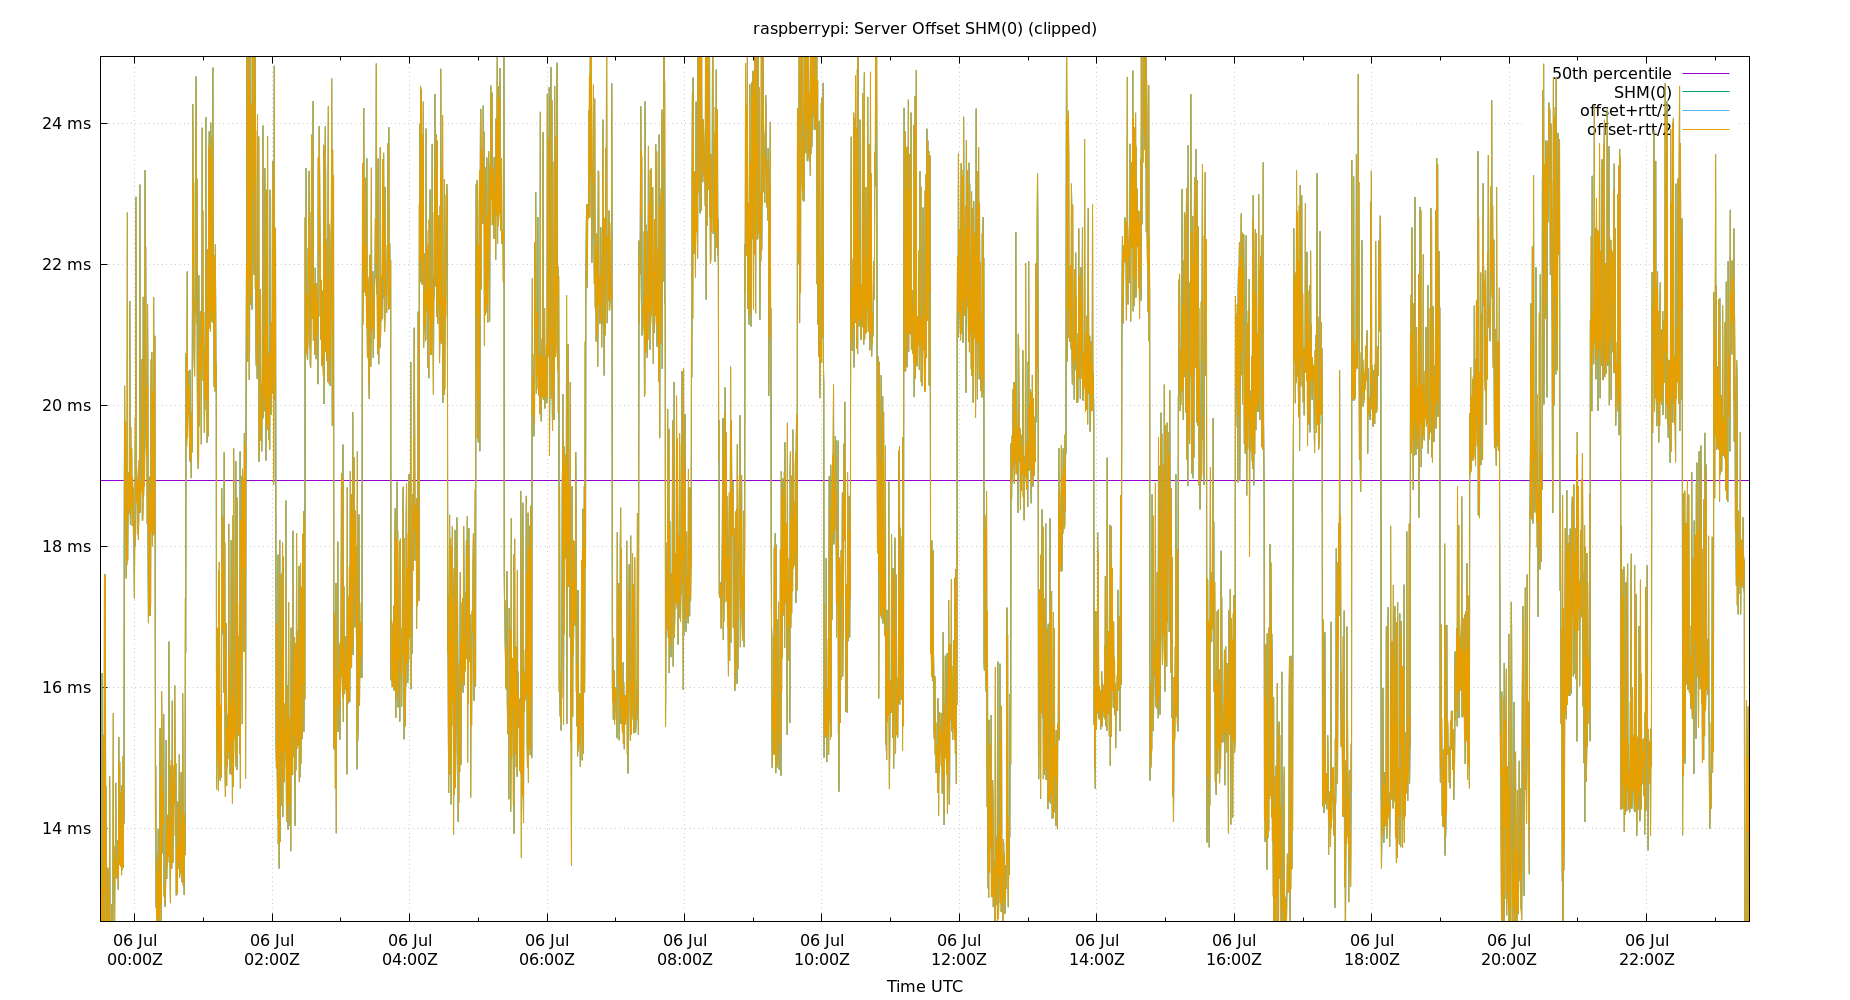 raspberrypi: Server Offset SHM(0) (clipped)
50th percentile
SHM(0)
offset+rtt/2
offset-rtt/2
24 ms
22 ms
20 ms
18 ms
16 ms
14 ms
06 Jul 06 Jul 06 Jul 06 Jul 06 Jul 06 Jul 06 Jul 06 Jul 06 Jul 06 Jul 06 Jul 06 Jul
00:00Z 02:00Z 04:00Z 06:00Z 08:00Z 10:00Z 12:00Z 14:00Z 16:00Z 18:00Z 20:00Z 22:00Z
Time UTC